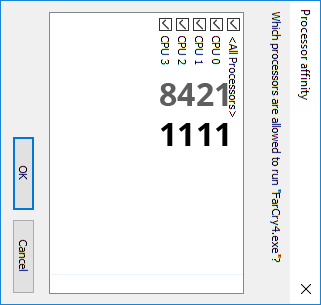 Processor affinity
Which processors are allowed to run "FarCry4.exe"?
<All Processors>
CPU 0
CPU 1
CPU 2
CPU 3
8421
1111
OK
Cancel